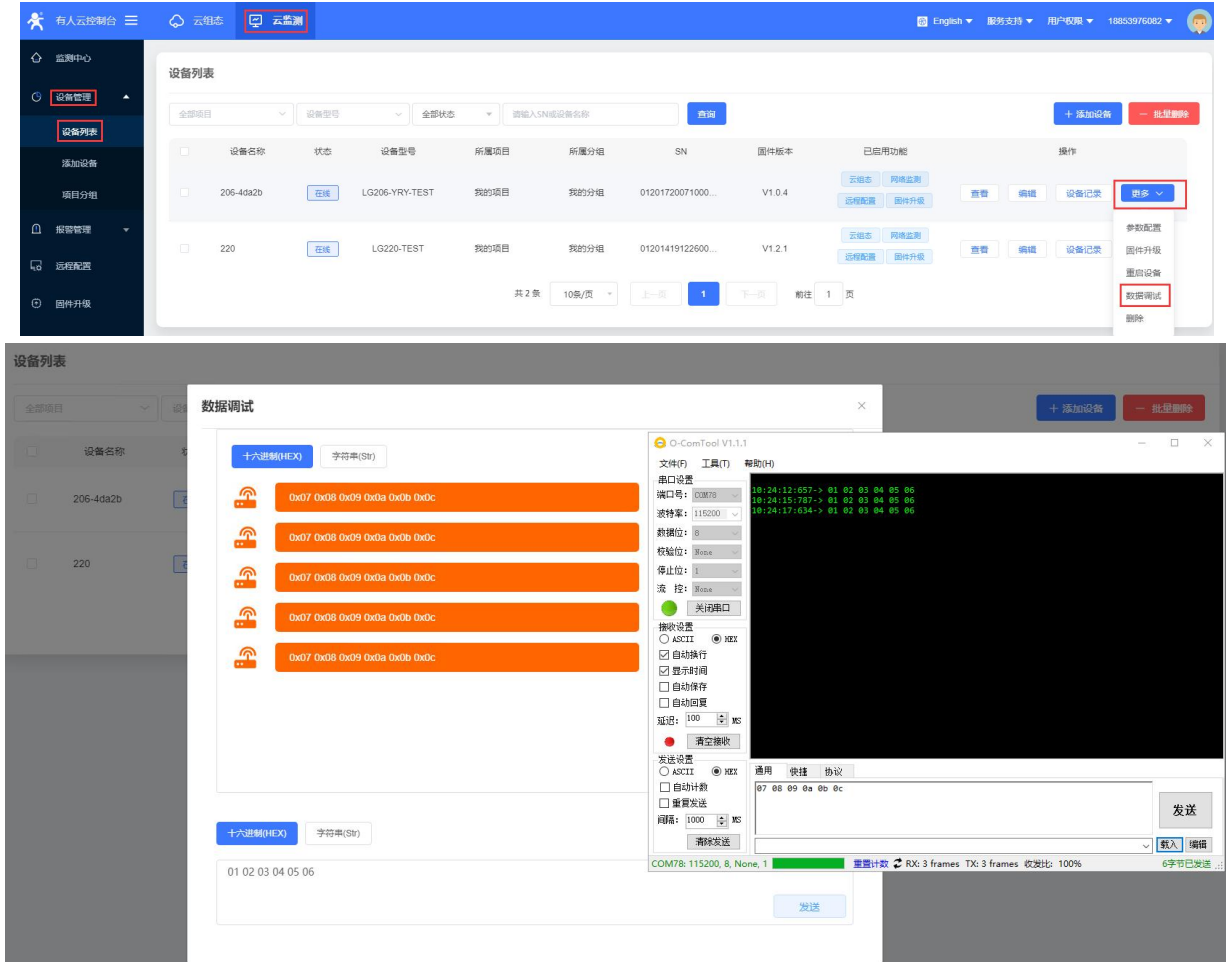 有人云控制台 云组态 云监测 English 服务支持 用户权限 18853976082
监测中心
设备管理
设备列表
添加设备
项目分组
报警管理
远程配置
固件升级
设备列表
全部项目 设备型号 全部状态 请输入SN或设备名称 查询 + 添加设备 — 批量删除
设备名称 状态 设备型号 所属项目 所属分组 SN 固件版本 已启用功能 操作
206-4da2b 在线 LG206-YRY-TEST 我的项目 我的分组 01201720071000... V1.0.4 云组态 网络监测 远程配置 固件升级 查看 编辑 设备记录 更多
220 在线 LG220-TEST 我的项目 我的分组 01201419122600... V1.2.1 云组态 网络监测 远程配置 固件升级 查看 编辑 设备记录
参数配置
固件升级
重启设备
数据调试
删除
共 2 条 10条/页 上一页 1 下一页 前往 1 页
设备列表
全部项目 + 添加设备 — 批量删除
设备名称
206-4da2b
220
数据调试
十六进制(HEX) 字符串(Str)
0x07 0x08 0x09 0x0a 0x0b 0x0c
0x07 0x08 0x09 0x0a 0x0b 0x0c
0x07 0x08 0x09 0x0a 0x0b 0x0c
0x07 0x08 0x09 0x0a 0x0b 0x0c
0x07 0x08 0x09 0x0a 0x0b 0x0c
十六进制(HEX) 字符串(Str)
01 02 03 04 05 06
发送
O-ComTool V1.1.1
文件(F) 工具(T) 帮助(H)
串口设置
端口号: COM78
波特率: 115200
数据位: 8
校验位: None
停止位: 1
流 控: None
关闭串口
接收设置
ASCII HEX
自动换行
显示时间
自动保存
自动回复
延迟: 100 MS
清空接收
发送设置
ASCII HEX
自动计数
重复发送
间隔: 1000 MS
清除发送
10:24:12:657-> 01 02 03 04 05 06
10:24:15:787-> 01 02 03 04 05 06
10:24:17:634-> 01 02 03 04 05 06
通用 快捷 协议
07 08 09 0a 0b 0c
发送
载入 编辑
COM78: 115200, 8, None, 1 重置计数 RX: 3 frames TX: 3 frames 收发比: 100% 6字节已发送